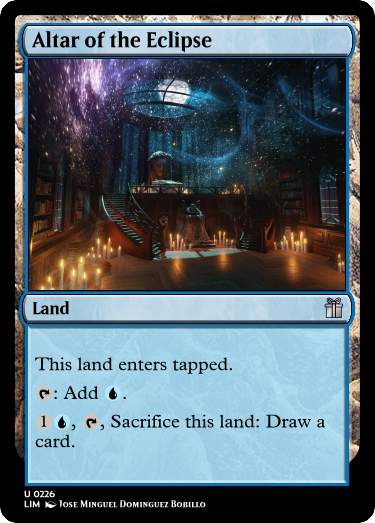 Altar of the Eclipse
Land
This land enters tapped.
: Add .
1 , , Sacrifice this land: Draw a
card.
U 0226
LIM Jose Minguel Dominguez Bobillo